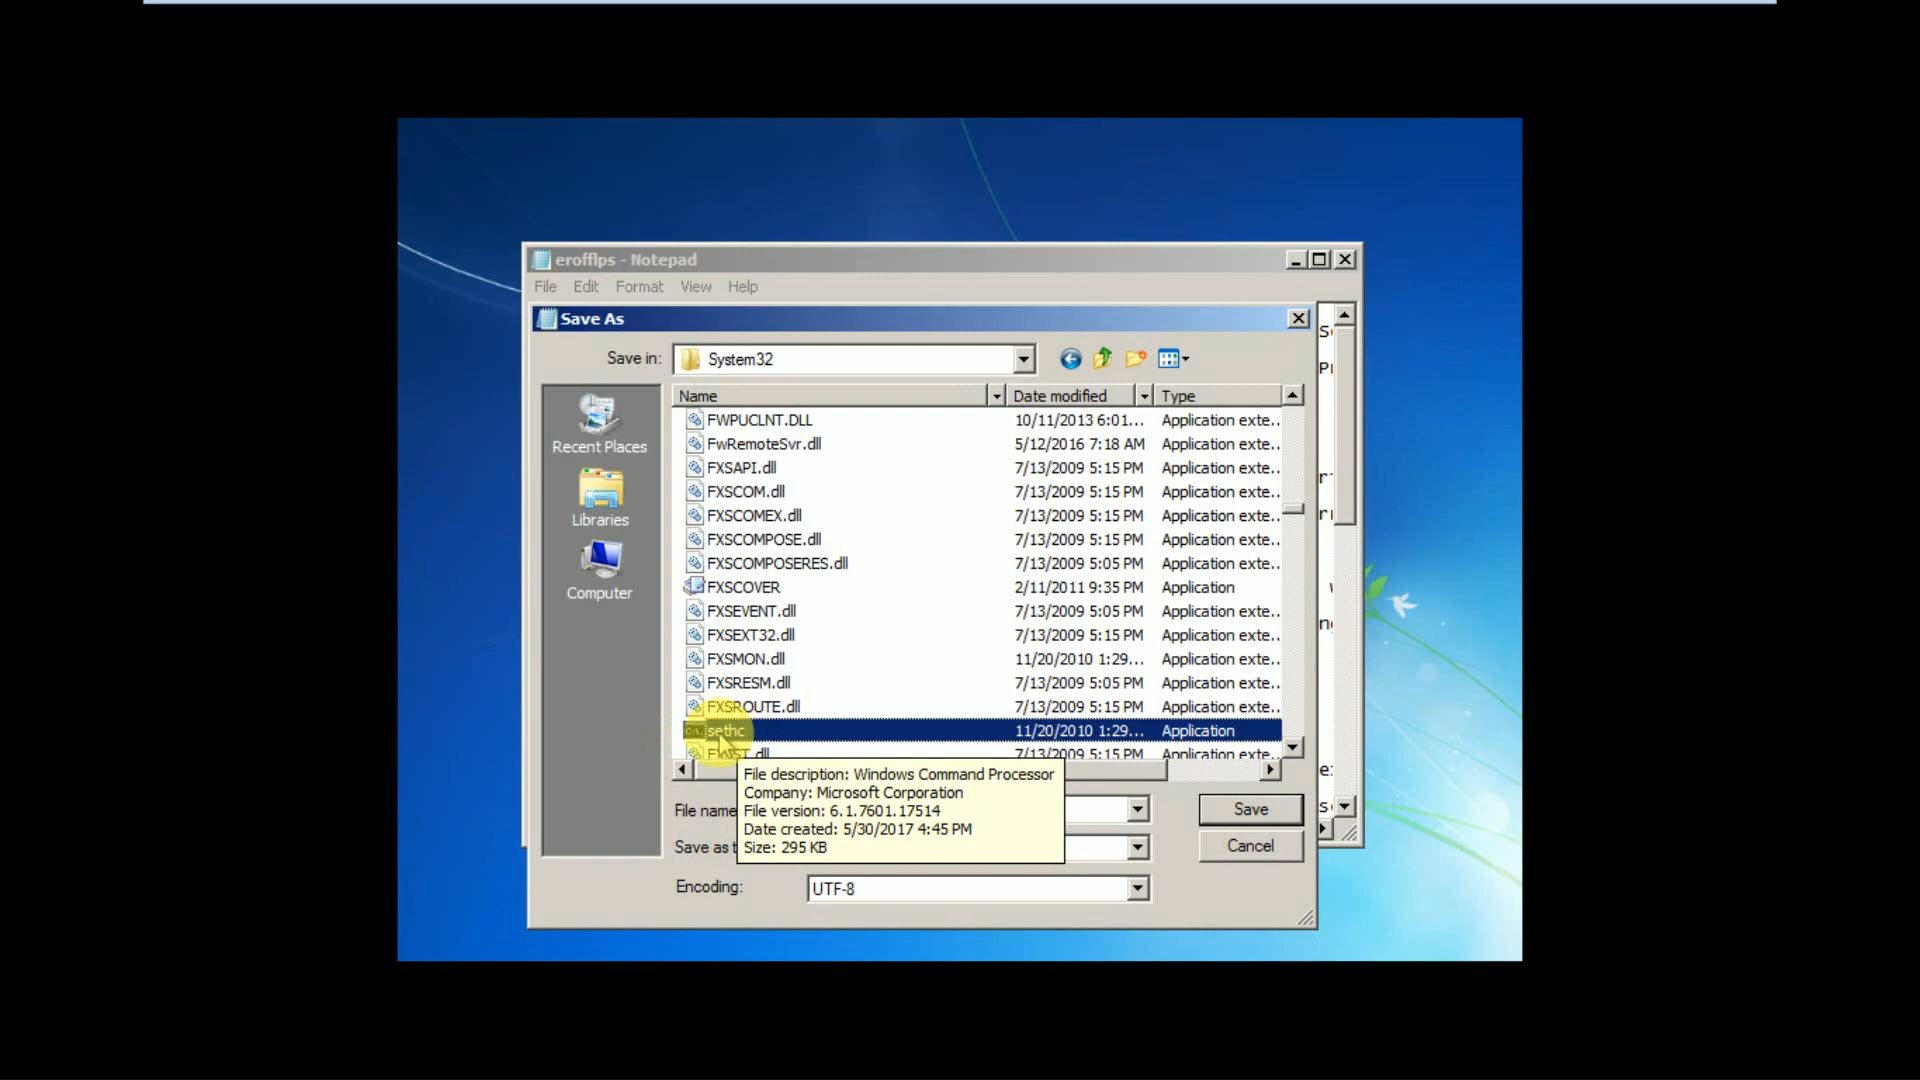 erofflps - Notepad
File Edit Format View Help
Save As
Save in: System32
Name Date modified Type
FWPUCLNT.DLL 10/11/2013 6:01... Application exte..
FwRemoteSvr.dll 5/12/2016 7:18 AM Application exte..
FXSAPI.dll 7/13/2009 5:15 PM Application exte..
FXSCOM.dll 7/13/2009 5:15 PM Application exte..
FXSCOMEX.dll 7/13/2009 5:15 PM Application exte..
FXSCOMPOSE.dll 7/13/2009 5:15 PM Application exte..
FXSCOMPOSERES.dll 7/13/2009 5:05 PM Application exte..
FXSCOVER 2/11/2011 9:35 PM Application
FXSEVENT.dll 7/13/2009 5:05 PM Application exte..
FXSEXT32.dll 7/13/2009 5:15 PM Application exte..
FXSMON.dll 11/20/2010 1:29... Application exte..
FXSRESM.dll 7/13/2009 5:05 PM Application exte..
FXSROUTE.dll 7/13/2009 5:15 PM Application exte..
sethc 11/20/2010 1:29... Application
7/13/2009 5:15 PM Application exte..
Recent Places
Libraries
Computer
File description: Windows Command Processor
Company: Microsoft Corporation
File version: 6.1.7601.17514
Date created: 5/30/2017 4:45 PM
Size: 295 KB
File name
Save as t
Encoding: UTF-8
Save
Cancel